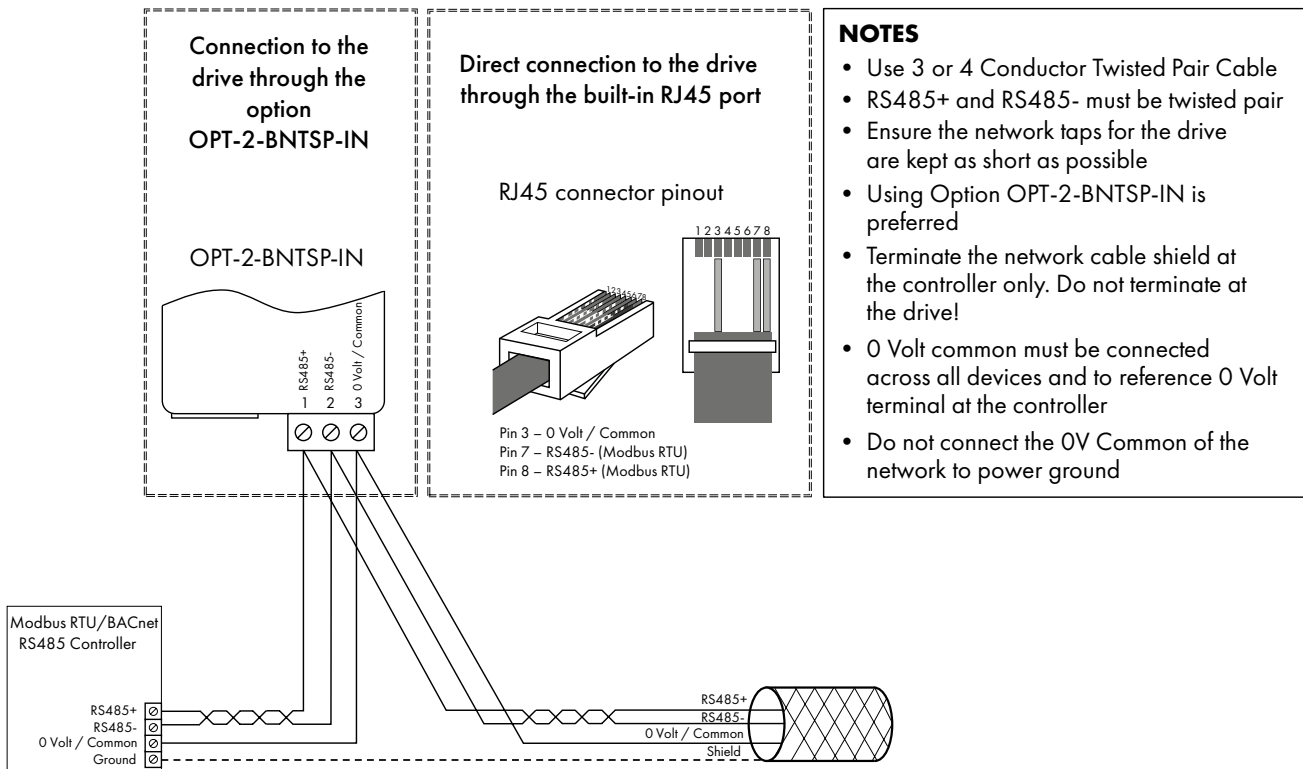 Connection to the
drive through the
option
OPT-2-BNTSP-IN
OPT-2-BNTSP-IN
RS485+
RS485-
0 Volt / Common
1 2 3
Direct connection to the drive
through the built-in RJ45 port
RJ45 connector pinout
12345678
12345678
Pin 3 – 0 Volt / Common
Pin 7 – RS485- (Modbus RTU)
Pin 8 – RS485+ (Modbus RTU)
NOTES
• Use 3 or 4 Conductor Twisted Pair Cable
• RS485+ and RS485- must be twisted pair
• Ensure the network taps for the drive
are kept as short as possible
• Using Option OPT-2-BNTSP-IN is
preferred
• Terminate the network cable shield at
the controller only. Do not terminate at
the drive!
• 0 Volt common must be connected
across all devices and to reference 0 Volt
terminal at the controller
• Do not connect the 0V Common of the
network to power ground
Modbus RTU/BACnet
RS485 Controller
RS485+
RS485-
0 Volt / Common
Ground
RS485+
RS485-
0 Volt / Common
Shield